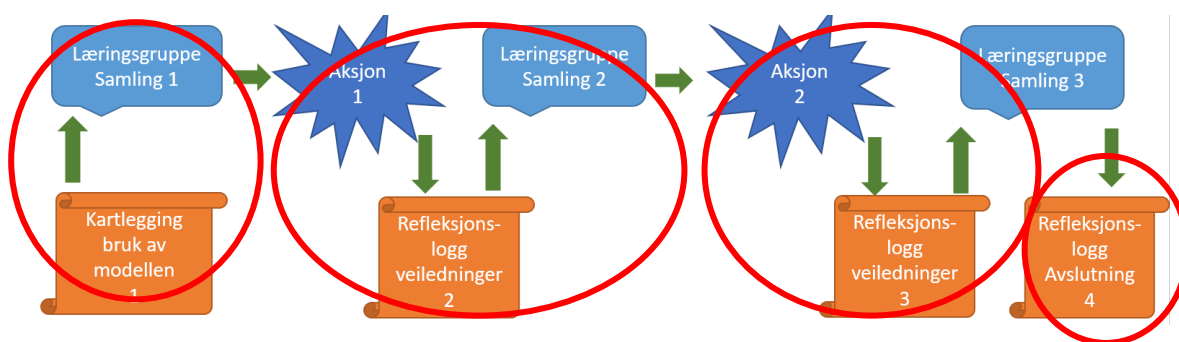 Læringsgruppe
Samling 1
Aksjon
1
Læringsgruppe
Samling 2
Aksjon
2
Læringsgruppe
Samling 3
Kartlegging
bruk av
modellen
1
Refleksjons-
logg
veiledninger
2
Refleksjons-
logg
veiledninger
3
Refleksjons-
logg
Avslutning
4